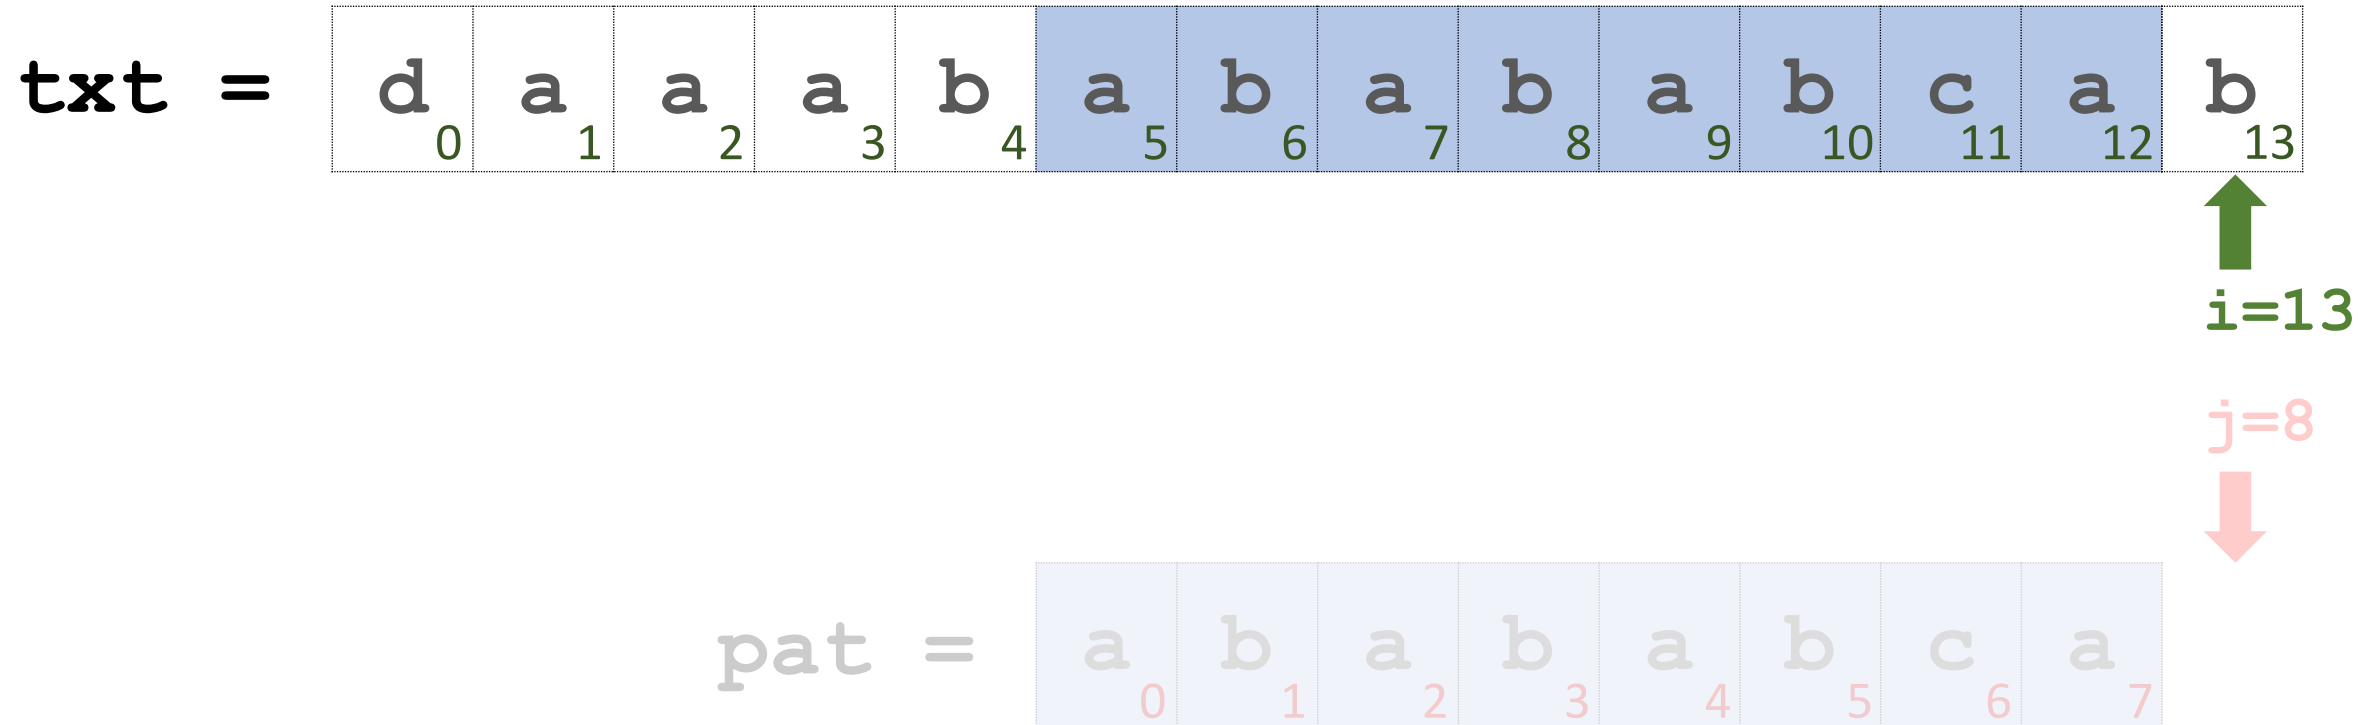 txt = d a a a b a b a b a b c a b
0 1 2 3 4 5 6 7 8 9 10 11 12 13
i=13
j=8
pat = a b a b a b c a
0 1 2 3 4 5 6 7